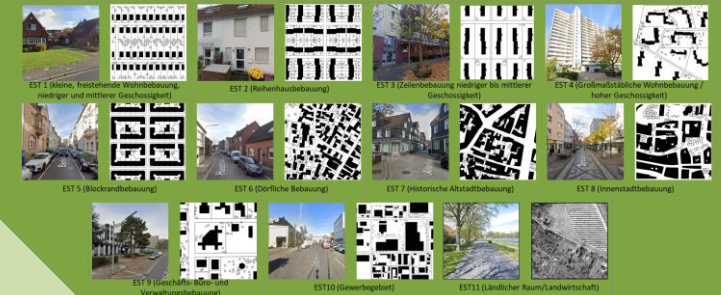 EST 1 (kleine, freistehende Wohnbebauung,
niedriger und mittlerer Geschossigkeit)
EST 2 (Reihenhausbebauung)
EST 3 (Zeilenbebauung niedriger bis mittlerer
Geschossigkeit)
EST 4 (Großmaßstäbliche Wohnbebauung /
hoher Geschossigkeit)
EST 5 (Blockrandbebauung)
EST 6 (Dörfliche Bebauung)
EST 7 (Historische Altstadtbebauung)
EST 8 (Innenstadtbebauung)
EST 9 (Geschäfts- Büro- und
Verwaltungsbebauung)
EST10 (Gewerbegebiet)
EST11 (Ländlicher Raum/Landwirtschaft)